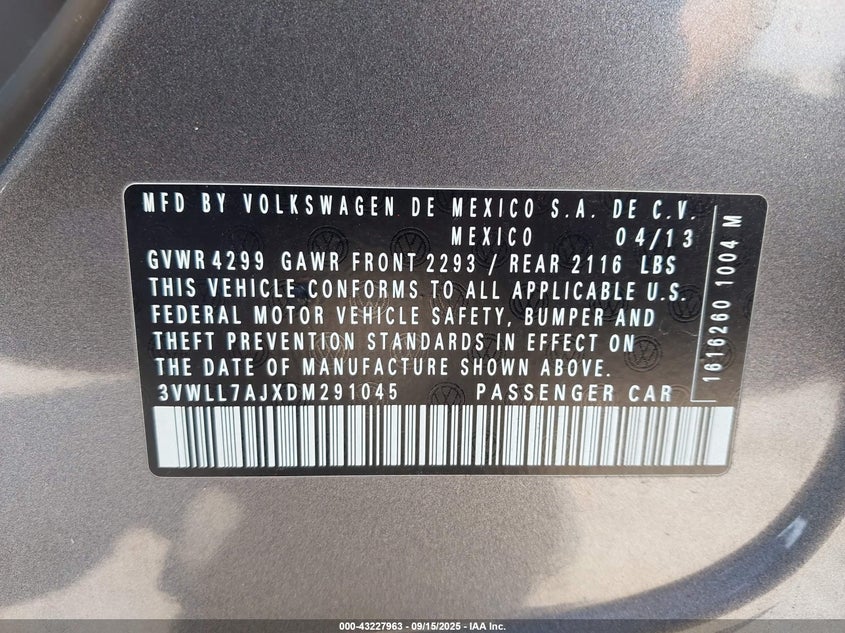 MFD BY VOLKSWAGEN DE MEXICO S.A. DE C.V.
MEXICO 04/13
GVWR 4299 GAWR FRONT 2293 / REAR 2116 LBS
THIS VEHICLE CONFORMS TO ALL APPLICABLE U.S.
FEDERAL MOTOR VEHICLE SAFETY, BUMPER AND
THEFT PREVENTION STANDARDS IN EFFECT ON
THE DATE OF MANUFACTURE SHOWN ABOVE.
3VWLL7AJXDM291045 PASSENGER CAR
1616260 1004 M
000-43227963 - 09/15/2025 - IAA Inc.